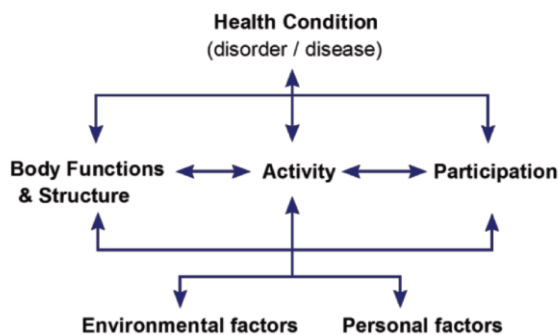 Health Condition
(disorder / disease)
Body Functions
& Structure
Activity
Participation
Environmental factors
Personal factors